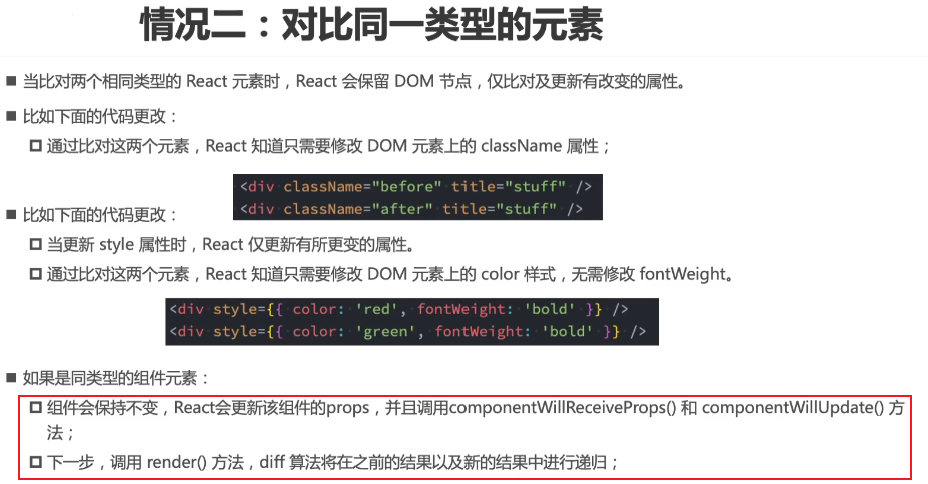 情况二：对比同一类型的元素
当比对两个相同类型的 React 元素时，React 会保留 DOM 节点，仅比对及更新有改变的属性。
比如下面的代码更改：
通过比对这两个元素，React 知道只需要修改 DOM 元素上的 className 属性；
<div className="before" title="stuff" />
<div className="after" title="stuff" />
比如下面的代码更改：
当更新 style 属性时，React 仅更新有所更变的属性。
通过比对这两个元素，React 知道只需要修改 DOM 元素上的 color 样式，无需修改 fontWeight。
<div style={{ color: 'red', fontWeight: 'bold' }} />
<div style={{ color: 'green', fontWeight: 'bold' }} />
如果是同类型的组件元素：
组件会保持不变，React会更新该组件的props，并且调用componentWillReceiveProps() 和 componentWillUpdate() 方
法；
下一步，调用 render() 方法，diff 算法将在之前的结果以及新的结果中进行递归；